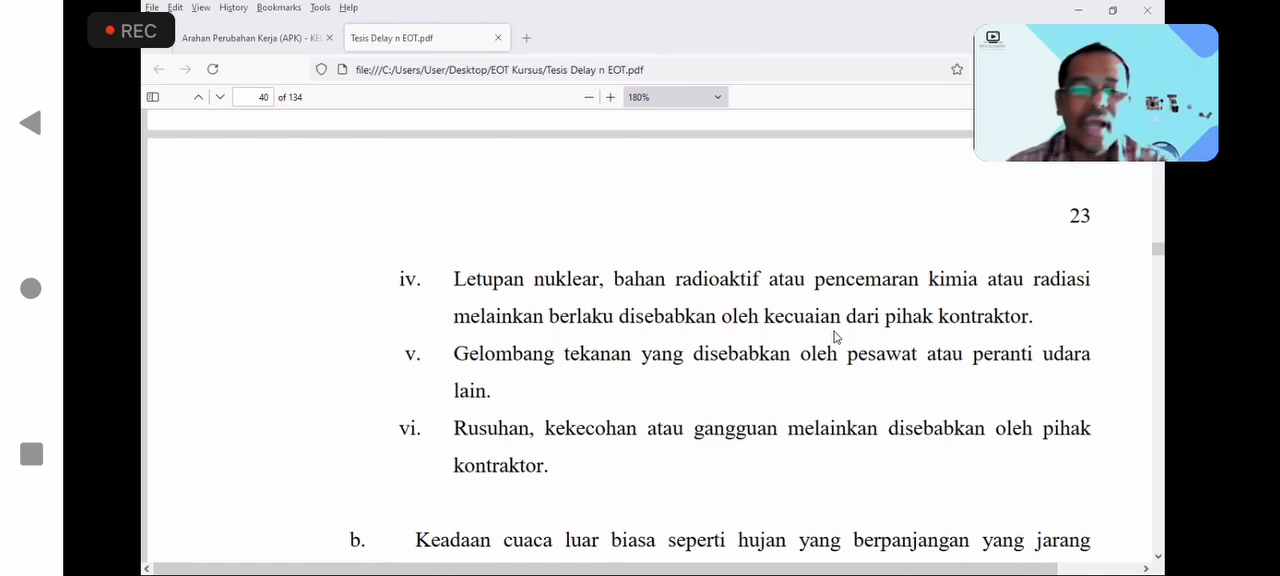 File Edit View History Bookmarks Tools Help
REC
Arahan Perubahan Kerja (APK) - KE
Tesis Delay n EOT.pdf
file:///C:/Users/User/Desktop/EOT Kursus/Tesis Delay n EOT.pdf
40 of 134
180%
23
iv. Letupan nuklear, bahan radioaktif atau pencemaran kimia atau radiasi
melainkan berlaku disebabkan oleh kecuaian dari pihak kontraktor.
v. Gelombang tekanan yang disebabkan oleh pesawat atau peranti udara
lain.
vi. Rusuhan, kekecohan atau gangguan melainkan disebabkan oleh pihak
kontraktor.
b. Keadaan cuaca luar biasa seperti hujan yang berpanjangan yang jarang